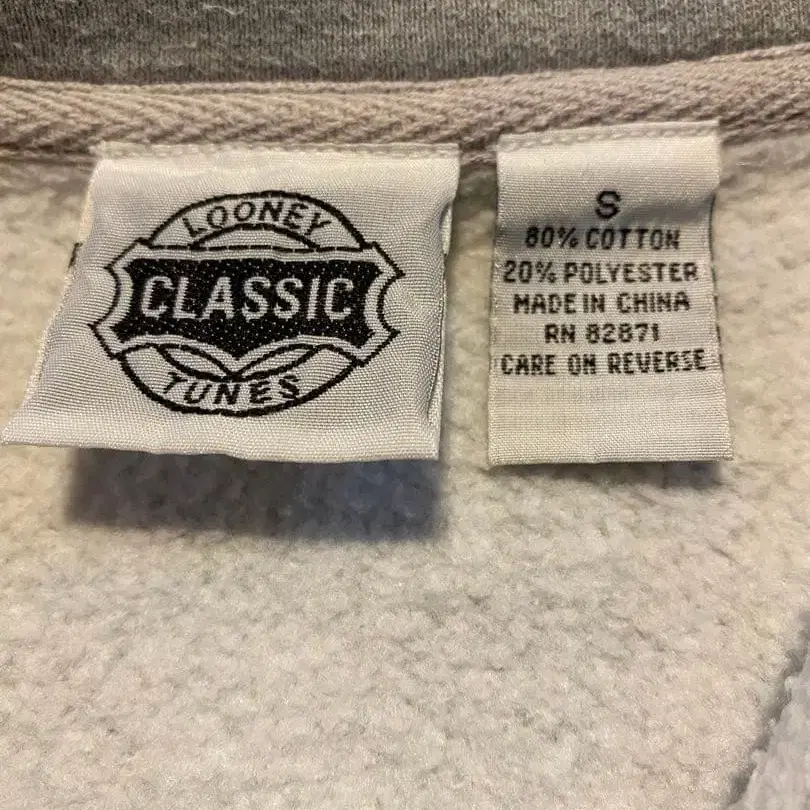 LOONEY
CLASSIC
TUNES
S
80% COTTON
20% POLYESTER
MADE IN CHINA
RN 82871
CARE ON REVERSE